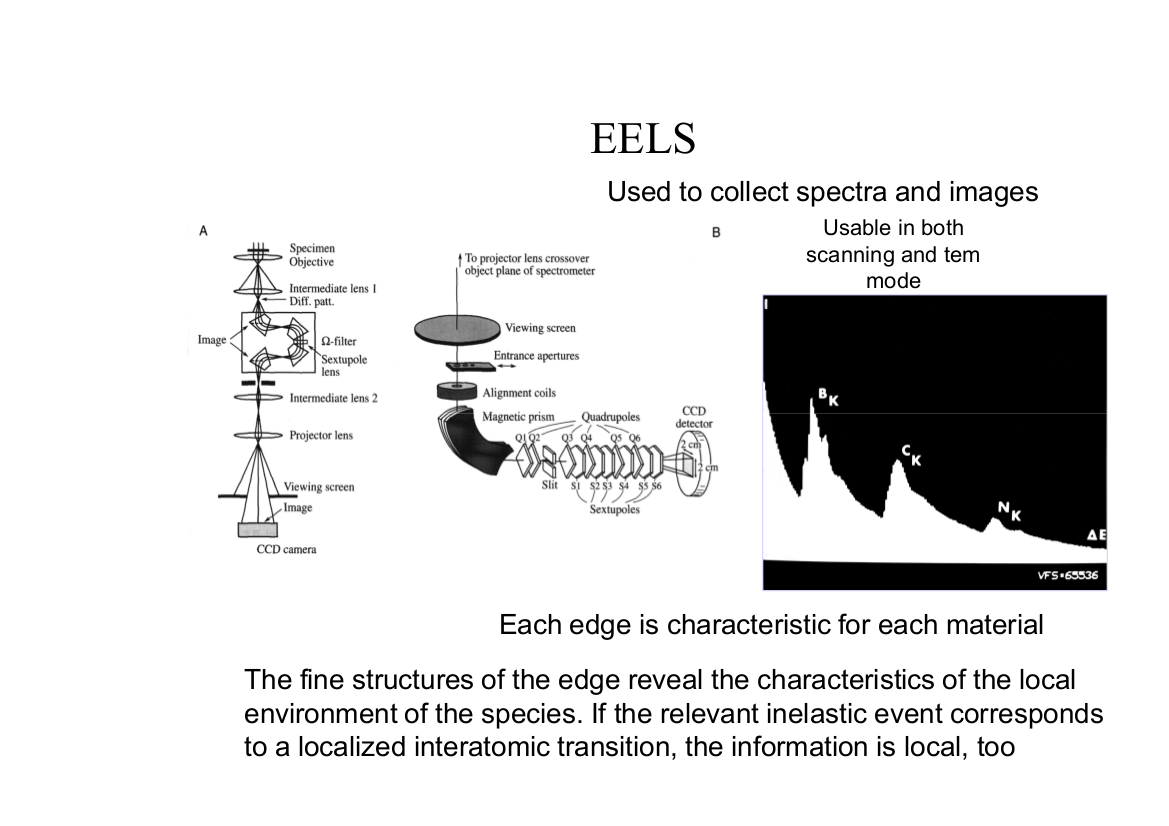 EELS
Used to collect spectra and images
Usable in both
scanning and tem
mode
A
Specimen
Objective
Intermediate lens 1
Diff. patt.
Image
Ω-filter
Sextupole
lens
Intermediate lens 2
Projector lens
Viewing screen
Image
CCD camera
B
To projector lens crossover
object plane of spectrometer
Viewing screen
Entrance apertures
Alignment coils
Magnetic prism
Quadrupoles
CCD
detector
Q1 Q2 Q3 Q4 Q5 Q6
2 cm
2 cm
Slit
S1 S2 S3 S4 S5 S6
Sextupoles
I
BK
CK
NK
ΔE
VFS=65536
Each edge is characteristic for each material
The fine structures of the edge reveal the characteristics of the local
environment of the species. If the relevant inelastic event corresponds
to a localized interatomic transition, the information is local, too